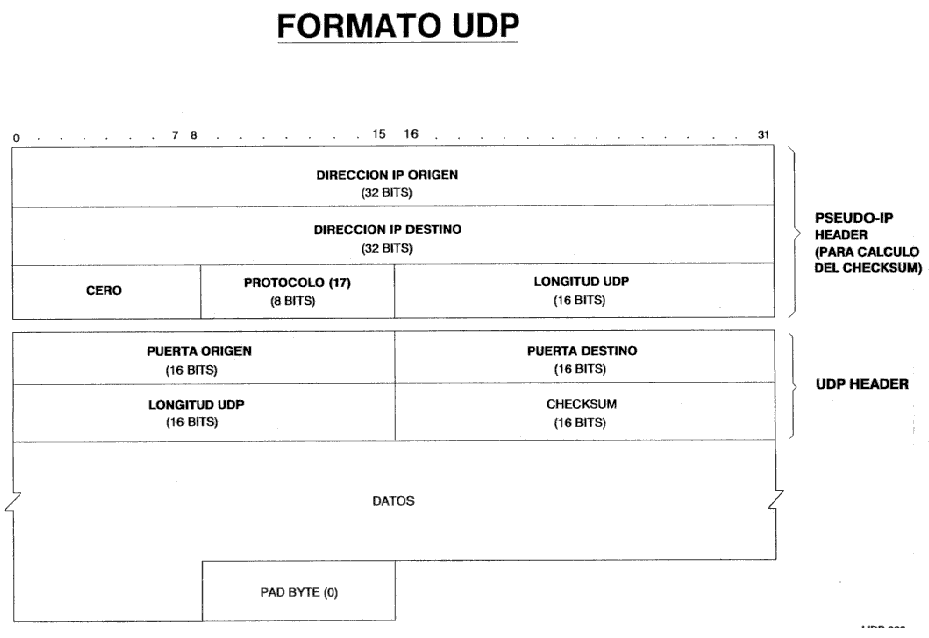 FORMATO UDP
0 . . . . . . 7 8 . . . . . . 15 16 . . . . . . . . . . . . . . 31
DIRECCION IP ORIGEN
(32 BITS)
DIRECCION IP DESTINO
(32 BITS)
PSEUDO-IP
HEADER
(PARA CALCULO
DEL CHECKSUM)
CERO
PROTOCOLO (17)
(8 BITS)
LONGITUD UDP
(16 BITS)
PUERTA ORIGEN
(16 BITS)
PUERTA DESTINO
(16 BITS)
UDP HEADER
LONGITUD UDP
(16 BITS)
CHECKSUM
(16 BITS)
DATOS
PAD BYTE (0)